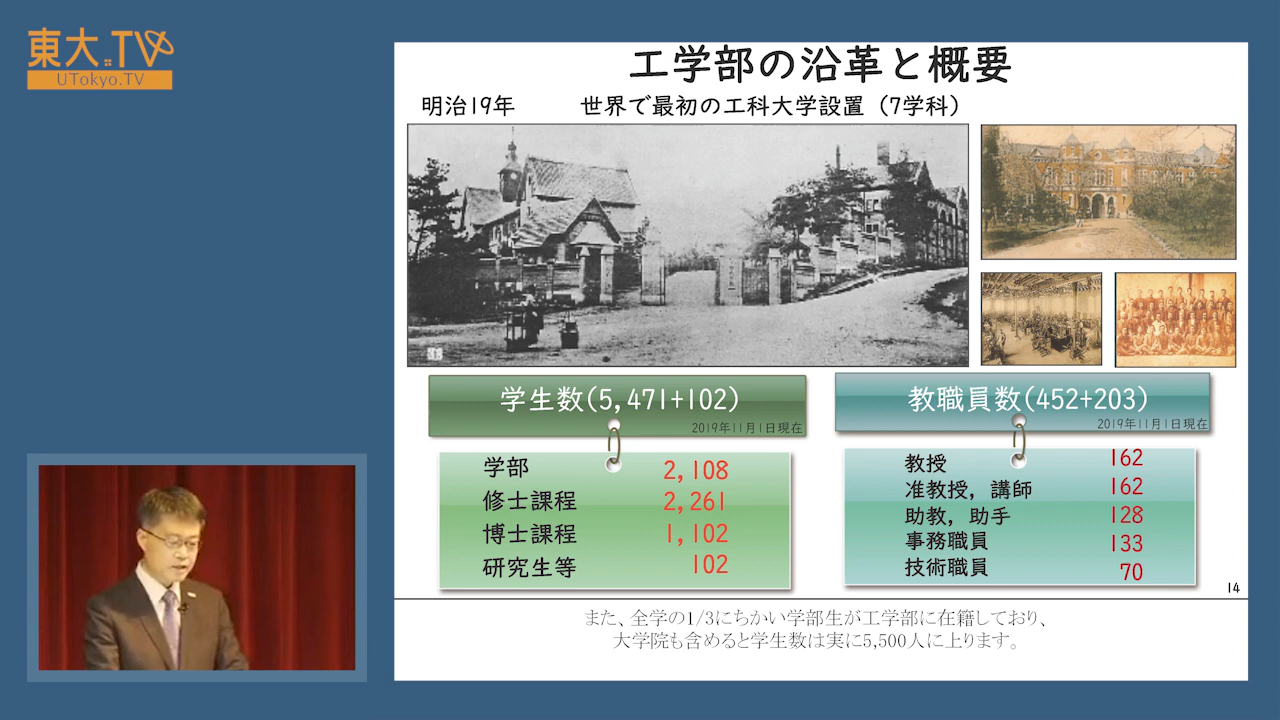 東大.TV
UTokyo.TV
工学部の沿革と概要
明治19年 世界で最初の工科大学設置（7学科）
学生数(5,471+102)
2019年11月1日現在
学部 2,108
修士課程 2,261
博士課程 1,102
研究生等 102
教職員数(452+203)
2019年11月1日現在
教授 162
准教授，講師 162
助教，助手 128
事務職員 133
技術職員 70
14
また、全学の1/3にちかい学部生が工学部に在籍しており、
大学院も含めると学生数は実に5,500人に上ります。